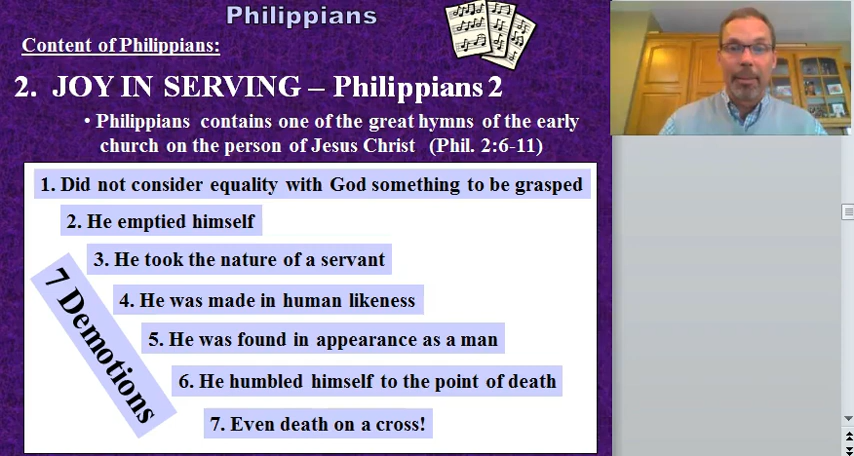 Philippians
Content of Philippians:
2. JOY IN SERVING – Philippians 2
• Philippians contains one of the great hymns of the early
church on the person of Jesus Christ (Phil. 2:6-11)
1. Did not consider equality with God something to be grasped
2. He emptied himself
3. He took the nature of a servant
4. He was made in human likeness
5. He was found in appearance as a man
6. He humbled himself to the point of death
7. Even death on a cross!
7 Demotions